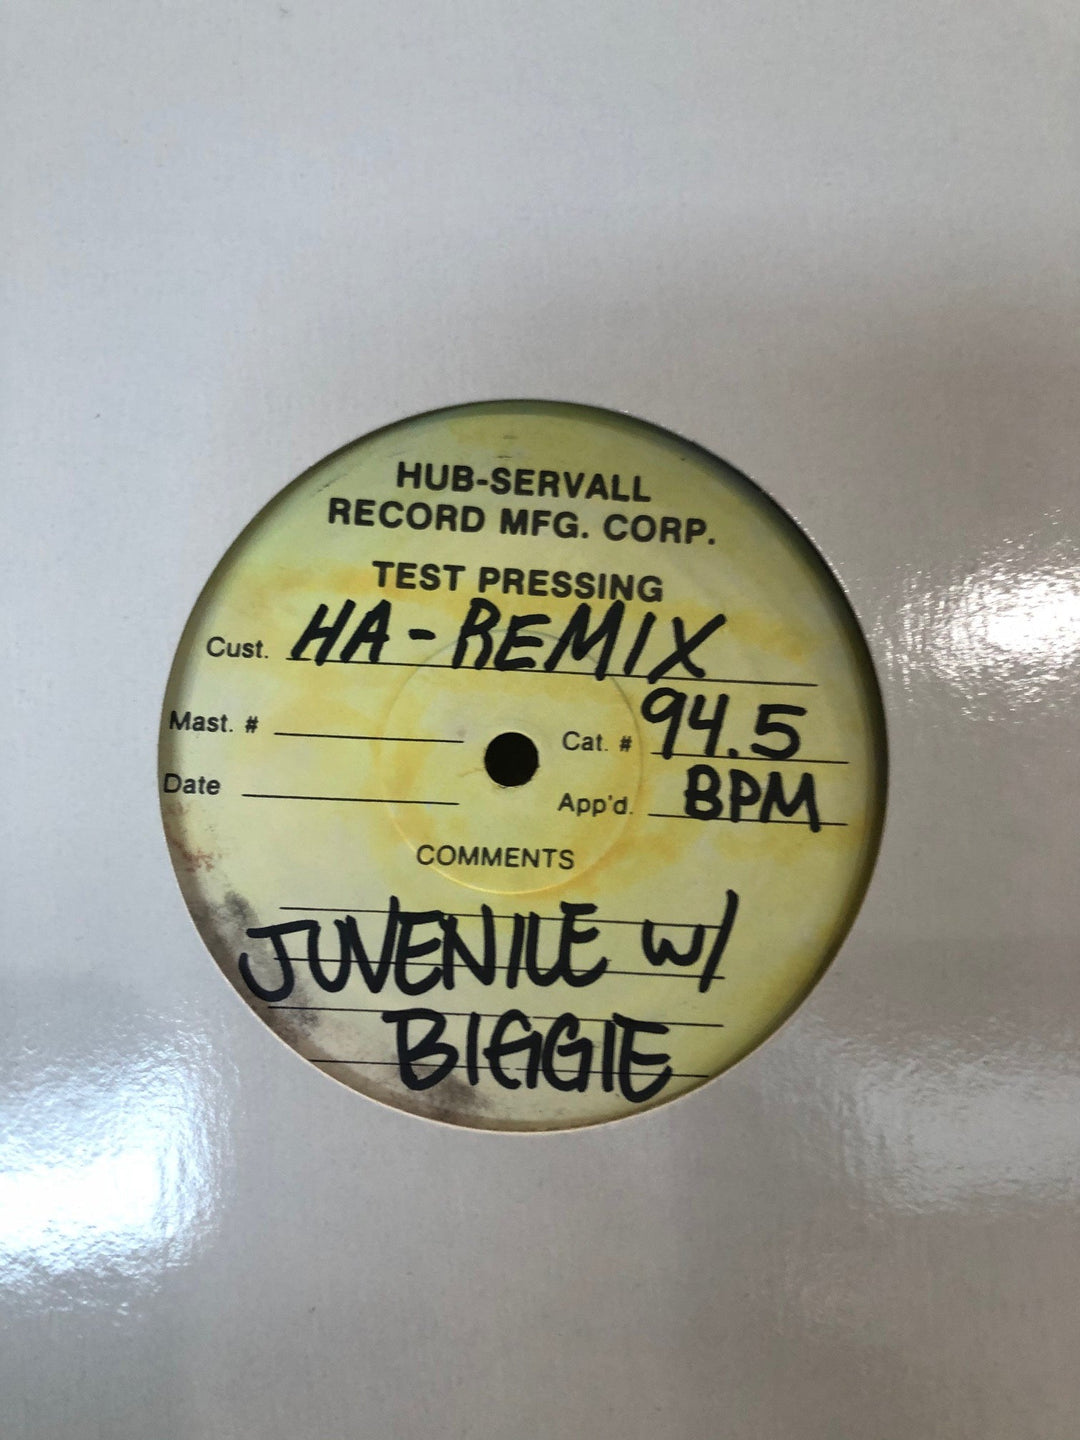 HUB-SERVALL
RECORD MFG. CORP.
TEST PRESSING
Cust. HA-REMIX
Mast. # Cat. # 94.5
Date App'd. BPM
COMMENTS
JUVENILE W/
BIGGIE